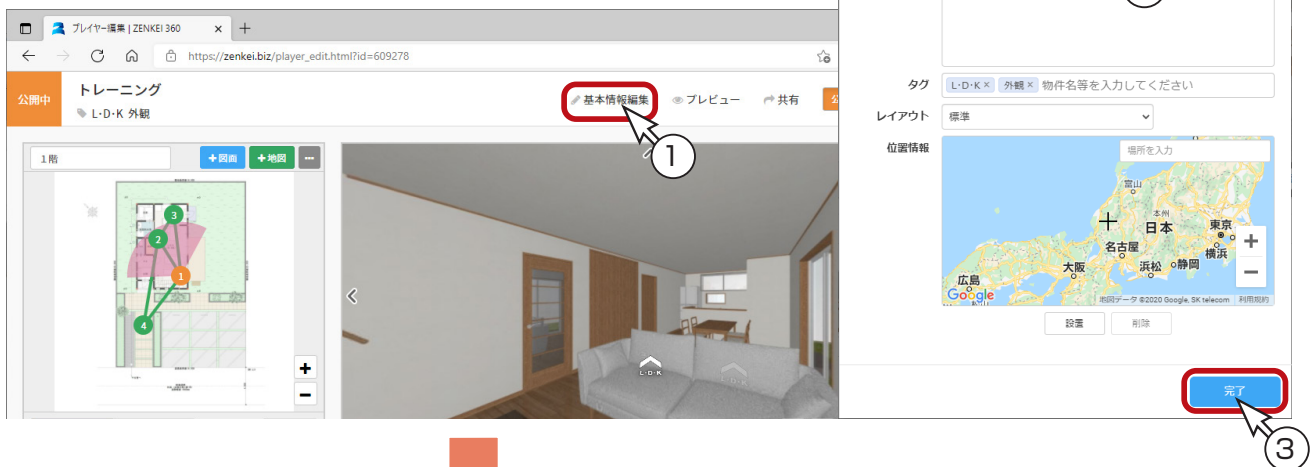 プレイヤー編集 | ZENKEI 360
https://zenkei.biz/player_edit.html?id=609278
公開中
トレーニング
L・D・K 外観
基本情報編集
プレビュー
共有
①
1階
+図面
+地図
3
2
1
4
+
−
L・D・K
L・D・K
タグ
L・D・K × 外観 × 物件名等を入力してください
レイアウト
標準
位置情報
場所を入力
富山
本州
日本
東京
名古屋
横浜
大阪
浜松
静岡
広島
Google
地図データ ©2020 Google, SK telecom
利用規約
+
−
設置
削除
完了
③